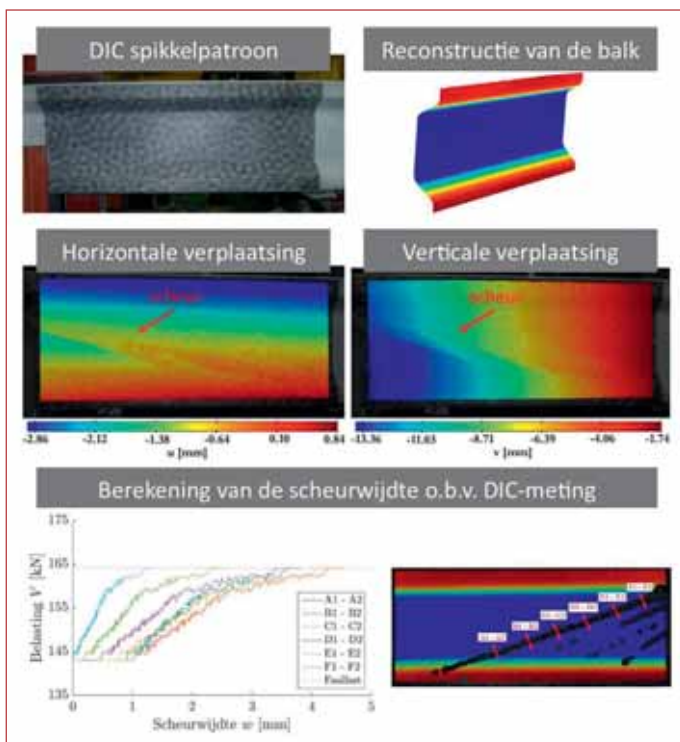 DIC spikkelpatroon
Reconstructie van de balk
Horizontale verplaatsing
Verticale verplaatsing
scheur
scheur
-2.86 -2.12 -1.38 -0.64 0.10 0.84
u [mm]
-13.36 -11.03 -8.71 -6.39 -4.06 -1.74
v [mm]
Berekening van de scheurwijdte o.b.v. DIC-meting
175
165
155
145
135
Belasting V [kN]
0 1 2 3 4 5
Scheurwijdte w [mm]
A1 - A2
B1 - B2
C1 - C2
D1 - D2
E1 - E2
F1 - F2